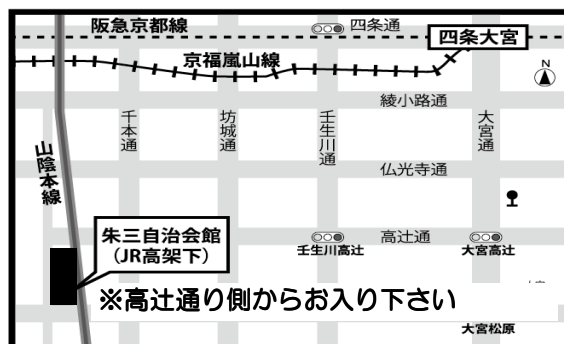 阪急京都線
四条通
四条大宮
京福嵐山線
N
綾小路通
千本通
坊城通
壬生川通
大宮通
山陰本線
仏光寺通
朱三自治会館
（JR高架下）
高辻通
壬生川高辻
大宮高辻
※高辻通り側からお入り下さい
大宮松原